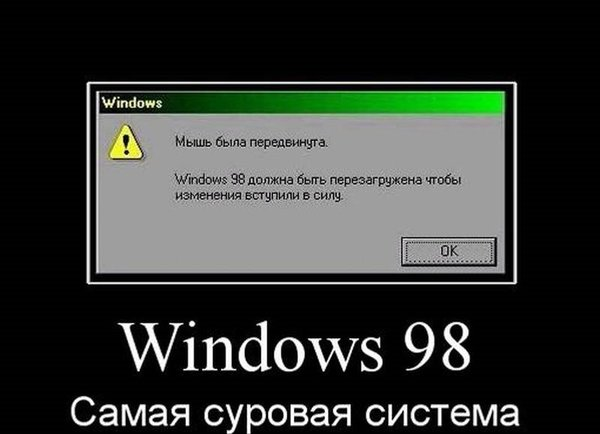 Windows
Мышь была передвинута.
Windows 98 должна быть перезагружена чтобы
изменения вступили в силу.
OK
Windows 98
Самая суровая система